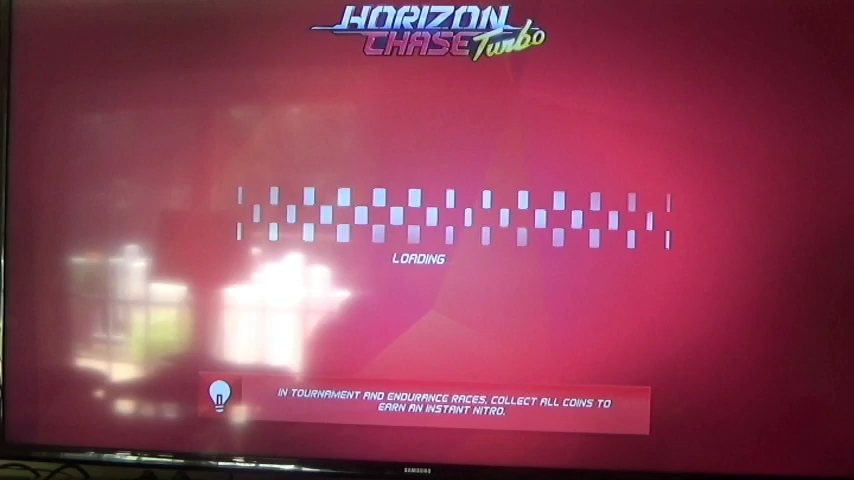 HORIZON
CHASE Turbo
LOADING
IN TOURNAMENT AND ENDURANCE RACES, COLLECT ALL COINS TO
EARN AN INSTANT NITRO.
SAMSUNG